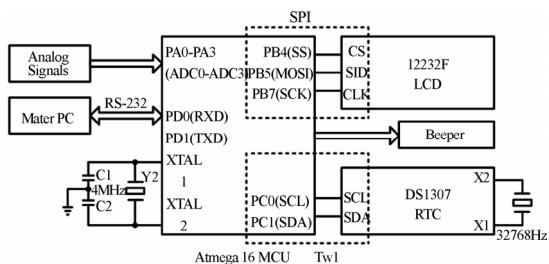 SPI
Analog
Signals
PA0-PA3
(ADC0-ADC3)
PB4(SS)
PB5(MOSI)
PB7(SCK)
CS
SID
CLK
12232F
LCD
Mater PC
RS-232
PD0(RXD)
PD1(TXD)
Beeper
XTAL
1
XTAL
2
C1
4MHz
C2
Y2
PC0(SCL)
PC1(SDA)
SCL
SDA
DS1307
RTC
X2
X1
32768Hz
Atmega 16 MCU
Tw1